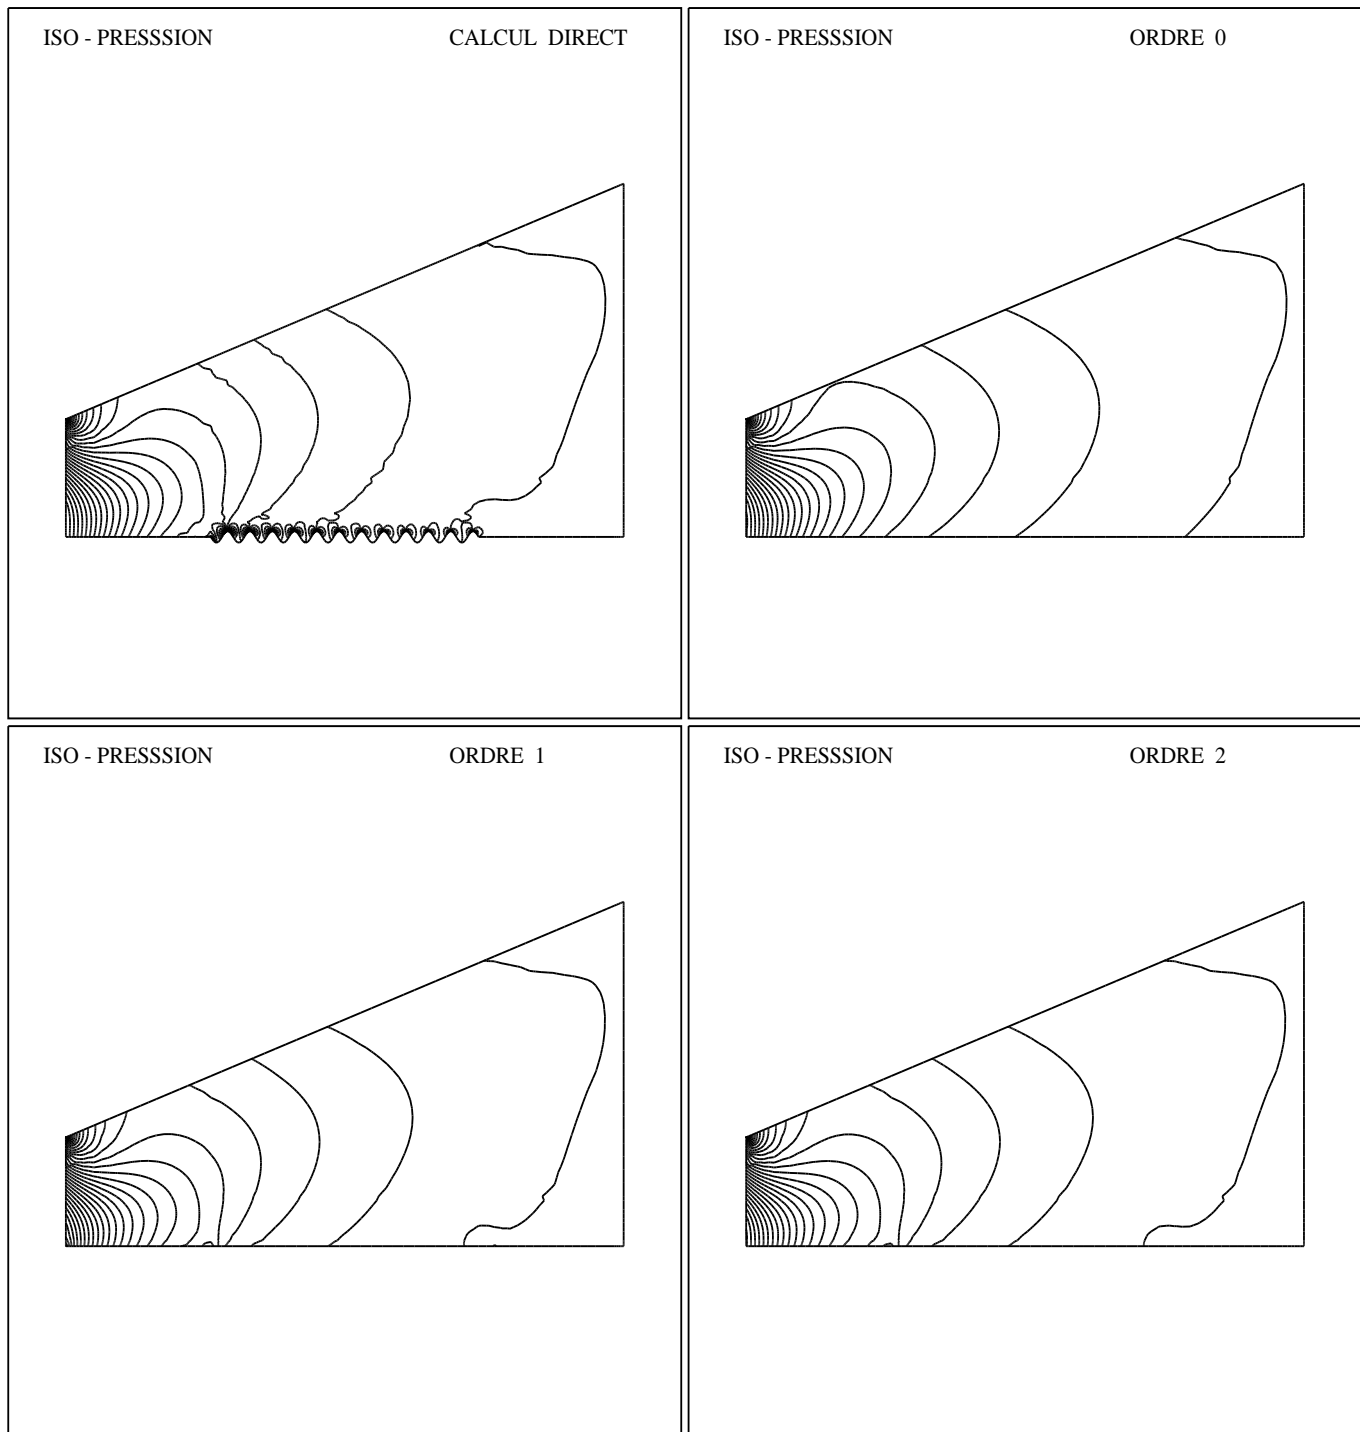 ISO - PRESSSION CALCUL DIRECT
ISO - PRESSSION ORDRE 0
ISO - PRESSSION ORDRE 1
ISO - PRESSSION ORDRE 2